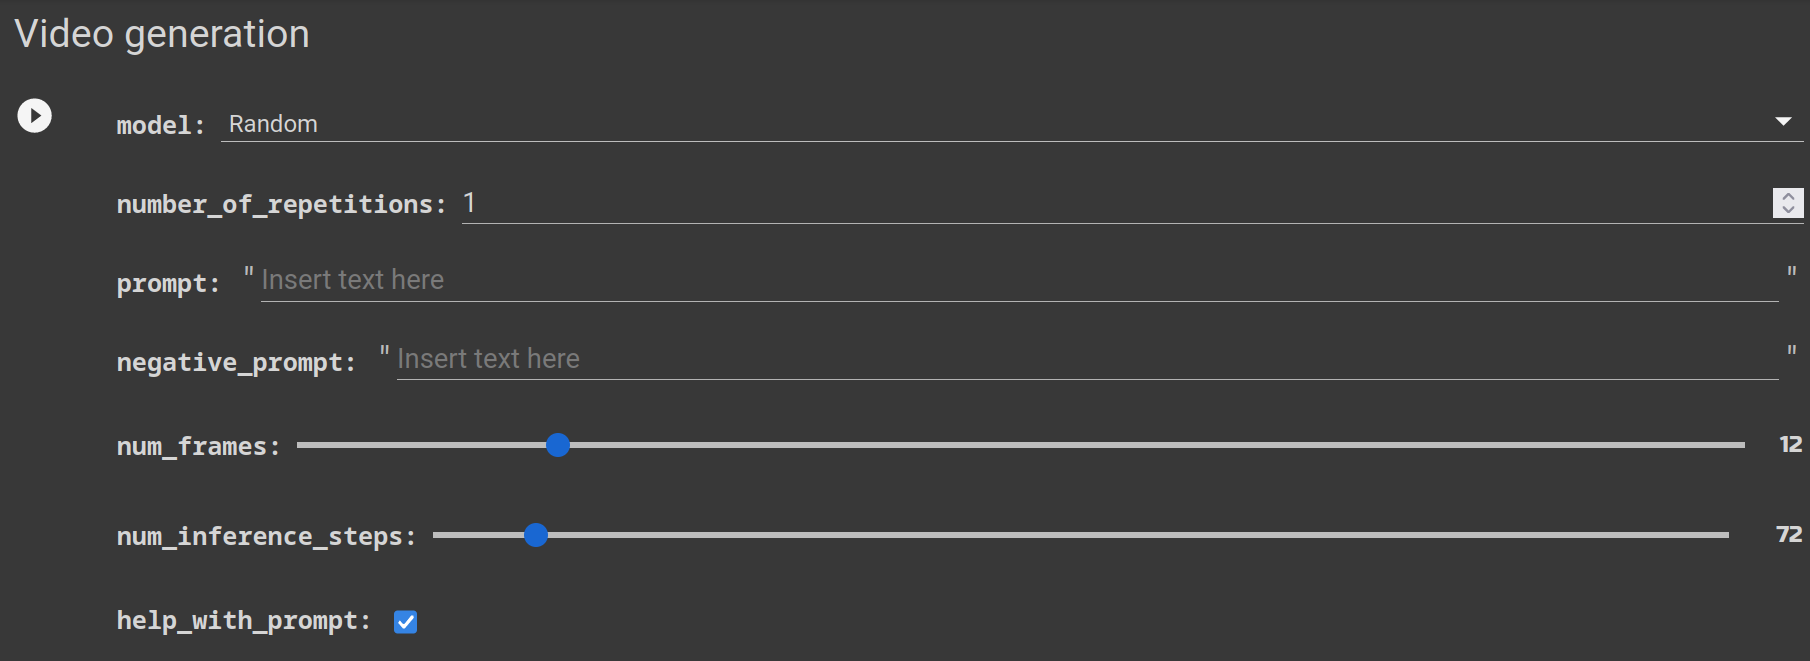 Video generation
model: Random
number_of_repetitions: 1
prompt: "Insert text here"
negative_prompt: "Insert text here"
num_frames: 12
num_inference_steps: 72
help_with_prompt: